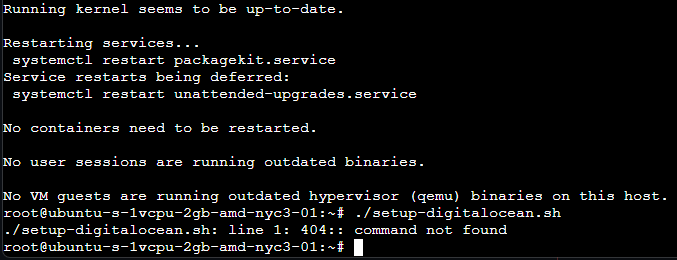 Running kernel seems to be up-to-date.
Restarting services...
systemctl restart packagekit.service
Service restarts being deferred:
systemctl restart unattended-upgrades.service
No containers need to be restarted.
No user sessions are running outdated binaries.
No VM guests are running outdated hypervisor (qemu) binaries on this host.
root@ubuntu-s-1vcpu-2gb-amd-nyc3-01:~# ./setup-digitalocean.sh
./setup-digitalocean.sh: line 1: 404:: command not found
root@ubuntu-s-1vcpu-2gb-amd-nyc3-01:~#